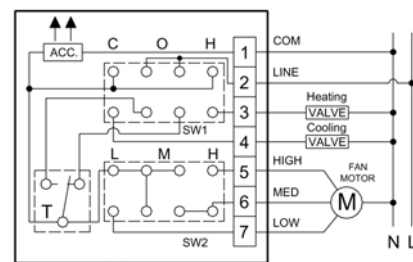 ACC.
C O H
1 COM
2 LINE
SW1
3 Heating VALVE
4 Cooling VALVE
L M H
5 HIGH
FAN MOTOR
T
6 MED
M
SW2
7 LOW
N L